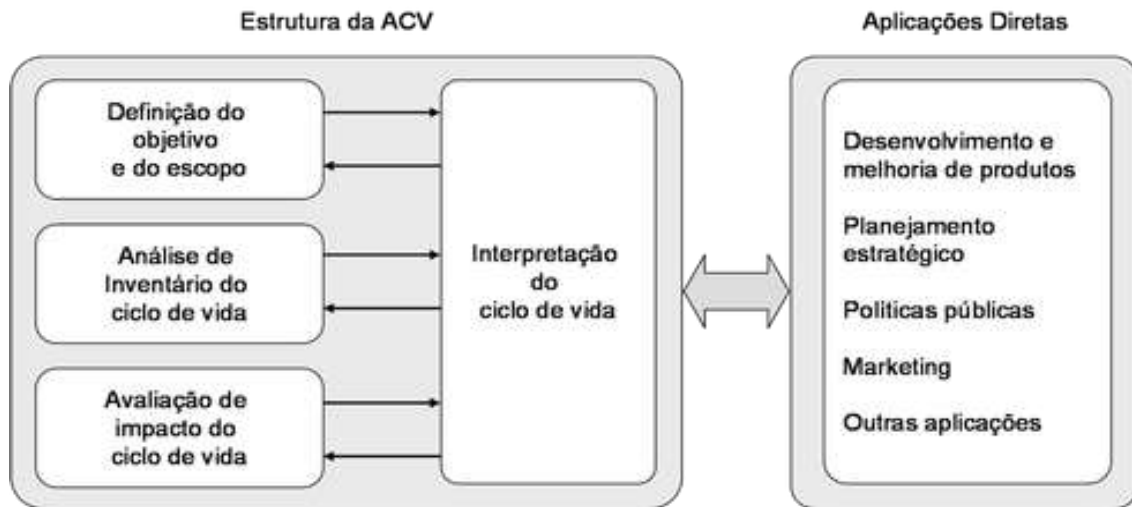 Estrutura da ACV
Definição do
objetivo
e do escopo
Análise de
Inventário do
ciclo de vida
Avaliação de
impacto do
ciclo de vida
Interpretação
do
ciclo de vida
Aplicações Diretas
Desenvolvimento e
melhoria de produtos
Planejamento
estratégico
Políticas públicas
Marketing
Outras aplicações